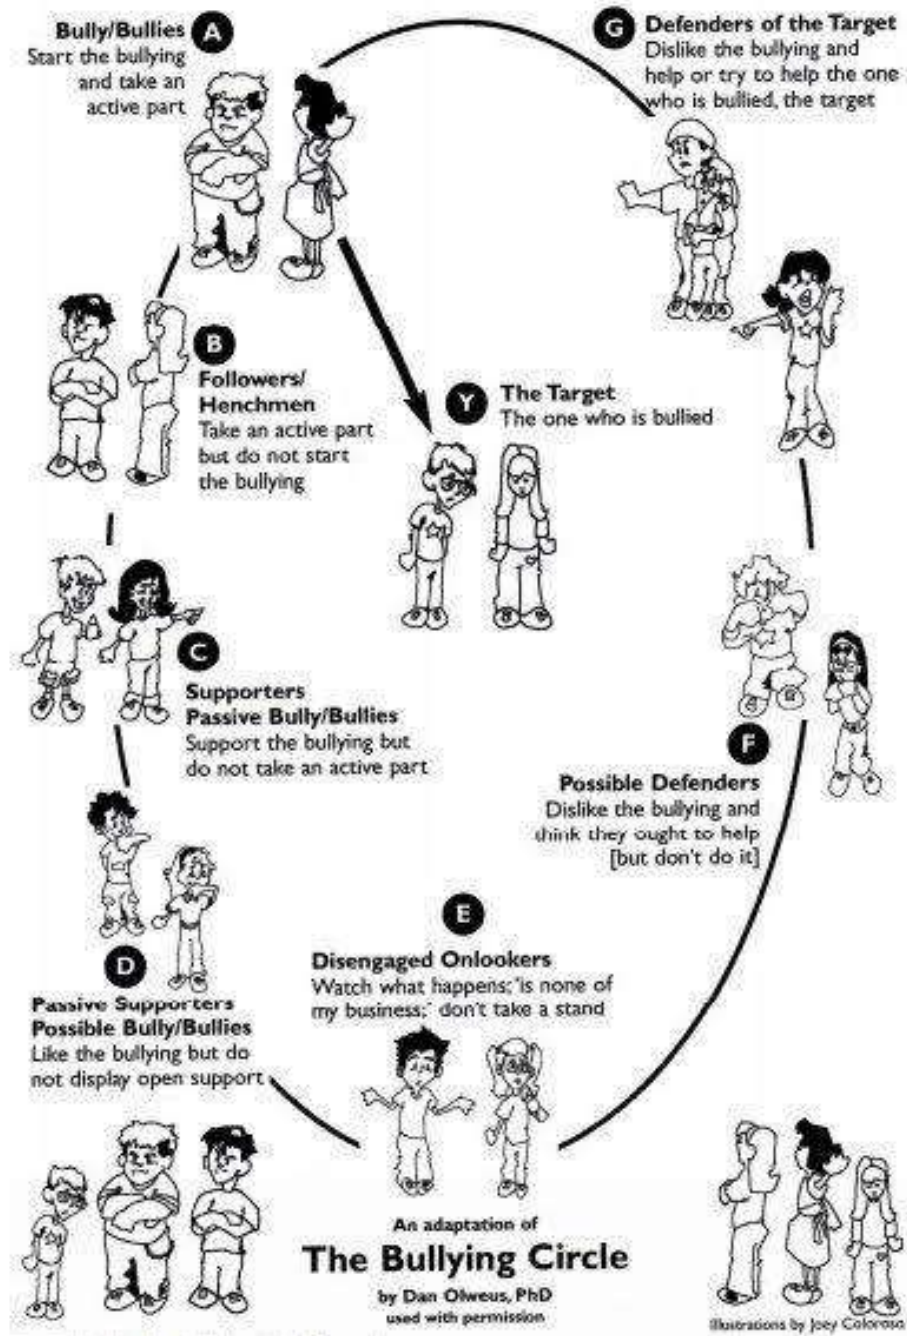 Bully/Bullies A
Start the bullying
and take an
active part
G Defenders of the Target
Dislike the bullying and
help or try to help the one
who is bullied, the target
B
Followers/
Henchmen
Take an active part
but do not start
the bullying
Y The Target
The one who is bullied
C
Supporters
Passive Bully/Bullies
Support the bullying but
do not take an active part
F
Possible Defenders
Dislike the bullying and
think they ought to help
[but don't do it]
E
Disengaged Onlookers
Watch what happens; 'is none of
my business;' don't take a stand
D
Passive Supporters
Possible Bully/Bullies
Like the bullying but do
not display open support
An adaptation of
The Bullying Circle
by Dan Olweus, PhD
used with permission
Illustrations by Joey Coloroso